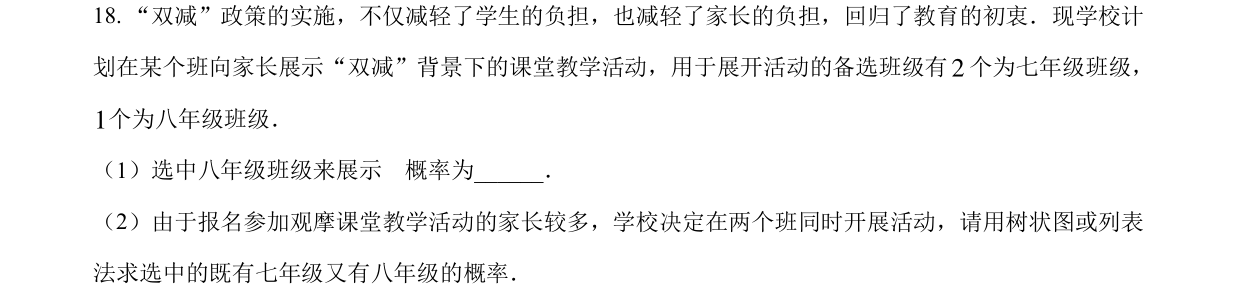 18. “双减”政策的实施，不仅减轻了学生的负担，也减轻了家长的负担，回归了教育的初衷．现学校计
划在某个班向家长展示“双减”背景下的课堂教学活动，用于展开活动的备选班级有 2 个为七年级班级，
1个为八年级班级．
（1）选中八年级班级来展示　概率为______．
（2）由于报名参加观摩课堂教学活动的家长较多，学校决定在两个班同时开展活动，请用树状图或列表
法求选中的既有七年级又有八年级的概率．